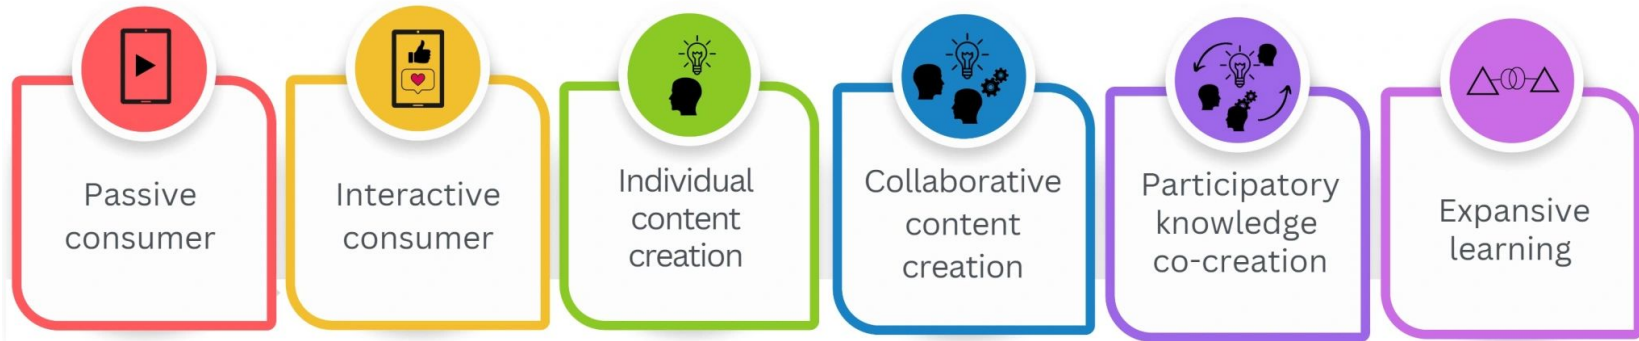 Passive
consumer
Interactive
consumer
Individual
content
creation
Collaborative
content
creation
Participatory
knowledge
co-creation
Expansive
learning